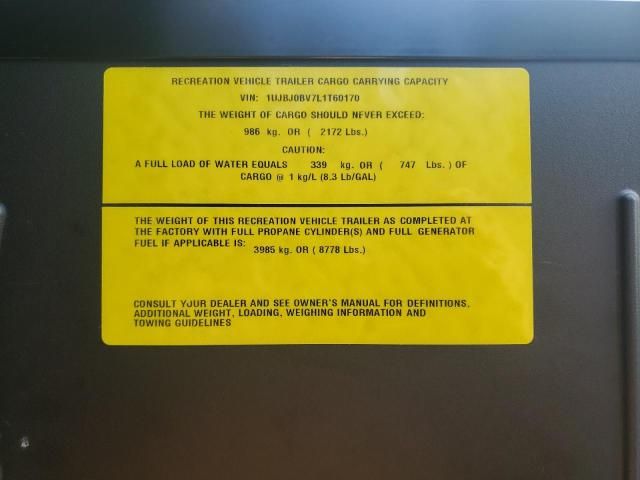 RECREATION VEHICLE TRAILER CARGO CARRYING CAPACITY
VIN: 1UJBJ0BV7L1T60170
THE WEIGHT OF CARGO SHOULD NEVER EXCEED:
986 kg. OR ( 2172 Lbs.)
CAUTION:
A FULL LOAD OF WATER EQUALS 339 kg. OR ( 747 Lbs. ) OF
CARGO @ 1 kg/L (8.3 Lb/GAL)
THE WEIGHT OF THIS RECREATION VEHICLE TRAILER AS COMPLETED AT
THE FACTORY WITH FULL PROPANE CYLINDER(S) AND FULL GENERATOR
FUEL IF APPLICABLE IS: 3985 kg. OR ( 8778 Lbs.)
CONSULT YOUR DEALER AND SEE OWNER'S MANUAL FOR DEFINITIONS,
ADDITIONAL WEIGHT, LOADING, WEIGHING INFORMATION AND
TOWING GUIDELINES